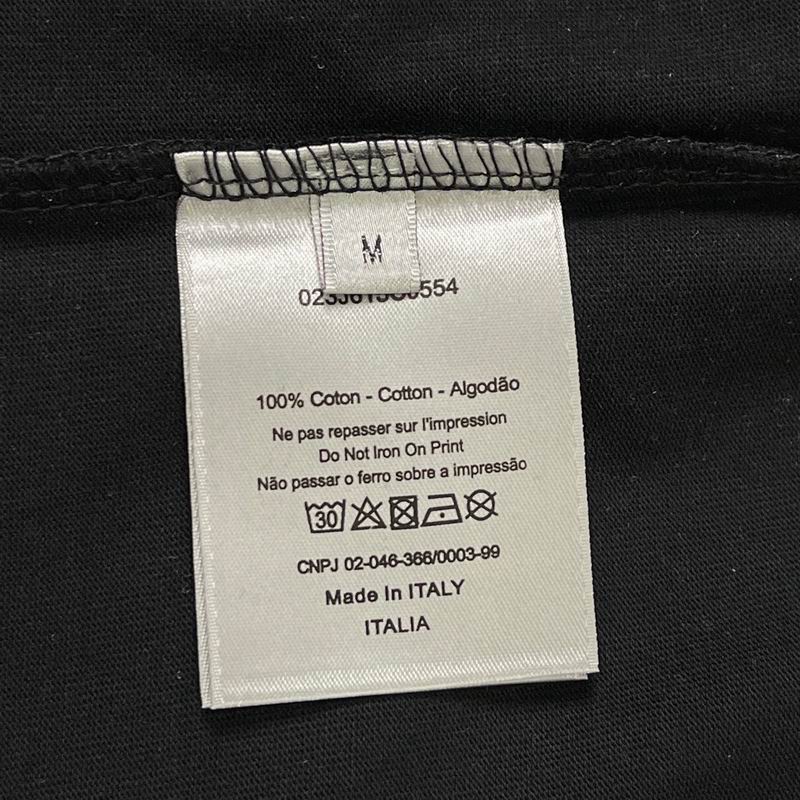 M
100% Coton - Cotton - Algodão
Ne pas repasser sur l'impression
Do Not Iron On Print
Não passar o ferro sobre a impressão
30
CNPJ 02-046-366/0003-99
Made In ITALY
ITALIA